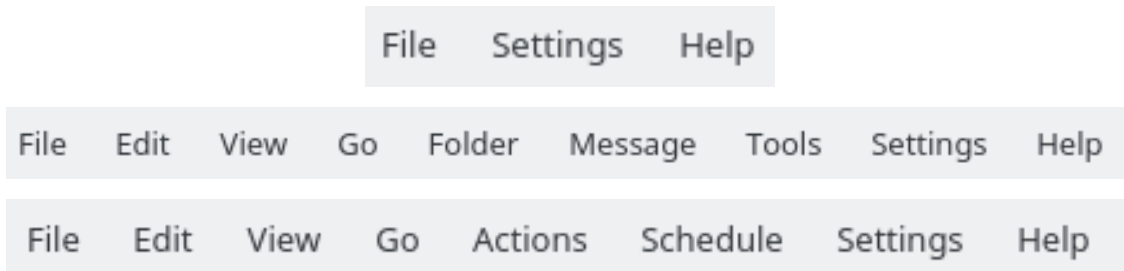 File Settings Help
File Edit View Go Folder Message Tools Settings Help
File Edit View Go Actions Schedule Settings Help